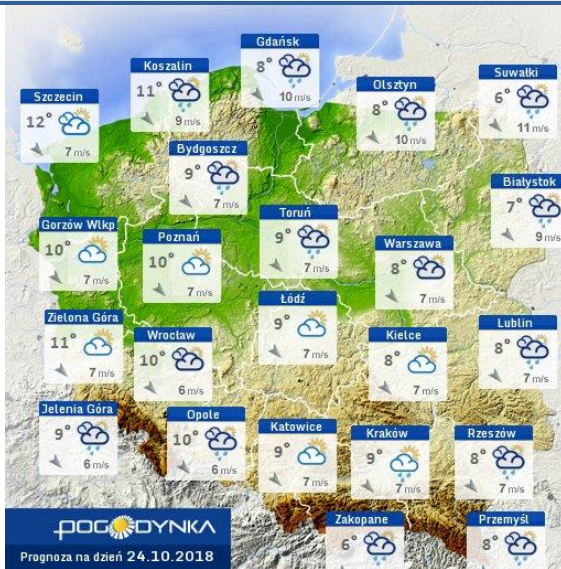 Gdańsk
8°
10 m/s
Koszalin
11°
9 m/s
Suwałki
6°
11 m/s
Olsztyn
8°
10 m/s
Szczecin
12°
7 m/s
Bydgoszcz
9°
7 m/s
Białystok
7°
9 m/s
Toruń
9°
7 m/s
Gorzów Wlkp
10°
7 m/s
Poznań
10°
7 m/s
Warszawa
8°
7 m/s
Łódź
9°
7 m/s
Zielona Góra
11°
7 m/s
Wrocław
10°
6 m/s
Kielce
8°
7 m/s
Lublin
8°
7 m/s
Jelenia Góra
9°
6 m/s
Opole
10°
6 m/s
Katowice
9°
7 m/s
Kraków
9°
7 m/s
Rzeszów
8°
7 m/s
Zakopane
6°
Przemyśl
8°
POGODYNKA
Prognoza na dzień 24.10.2018